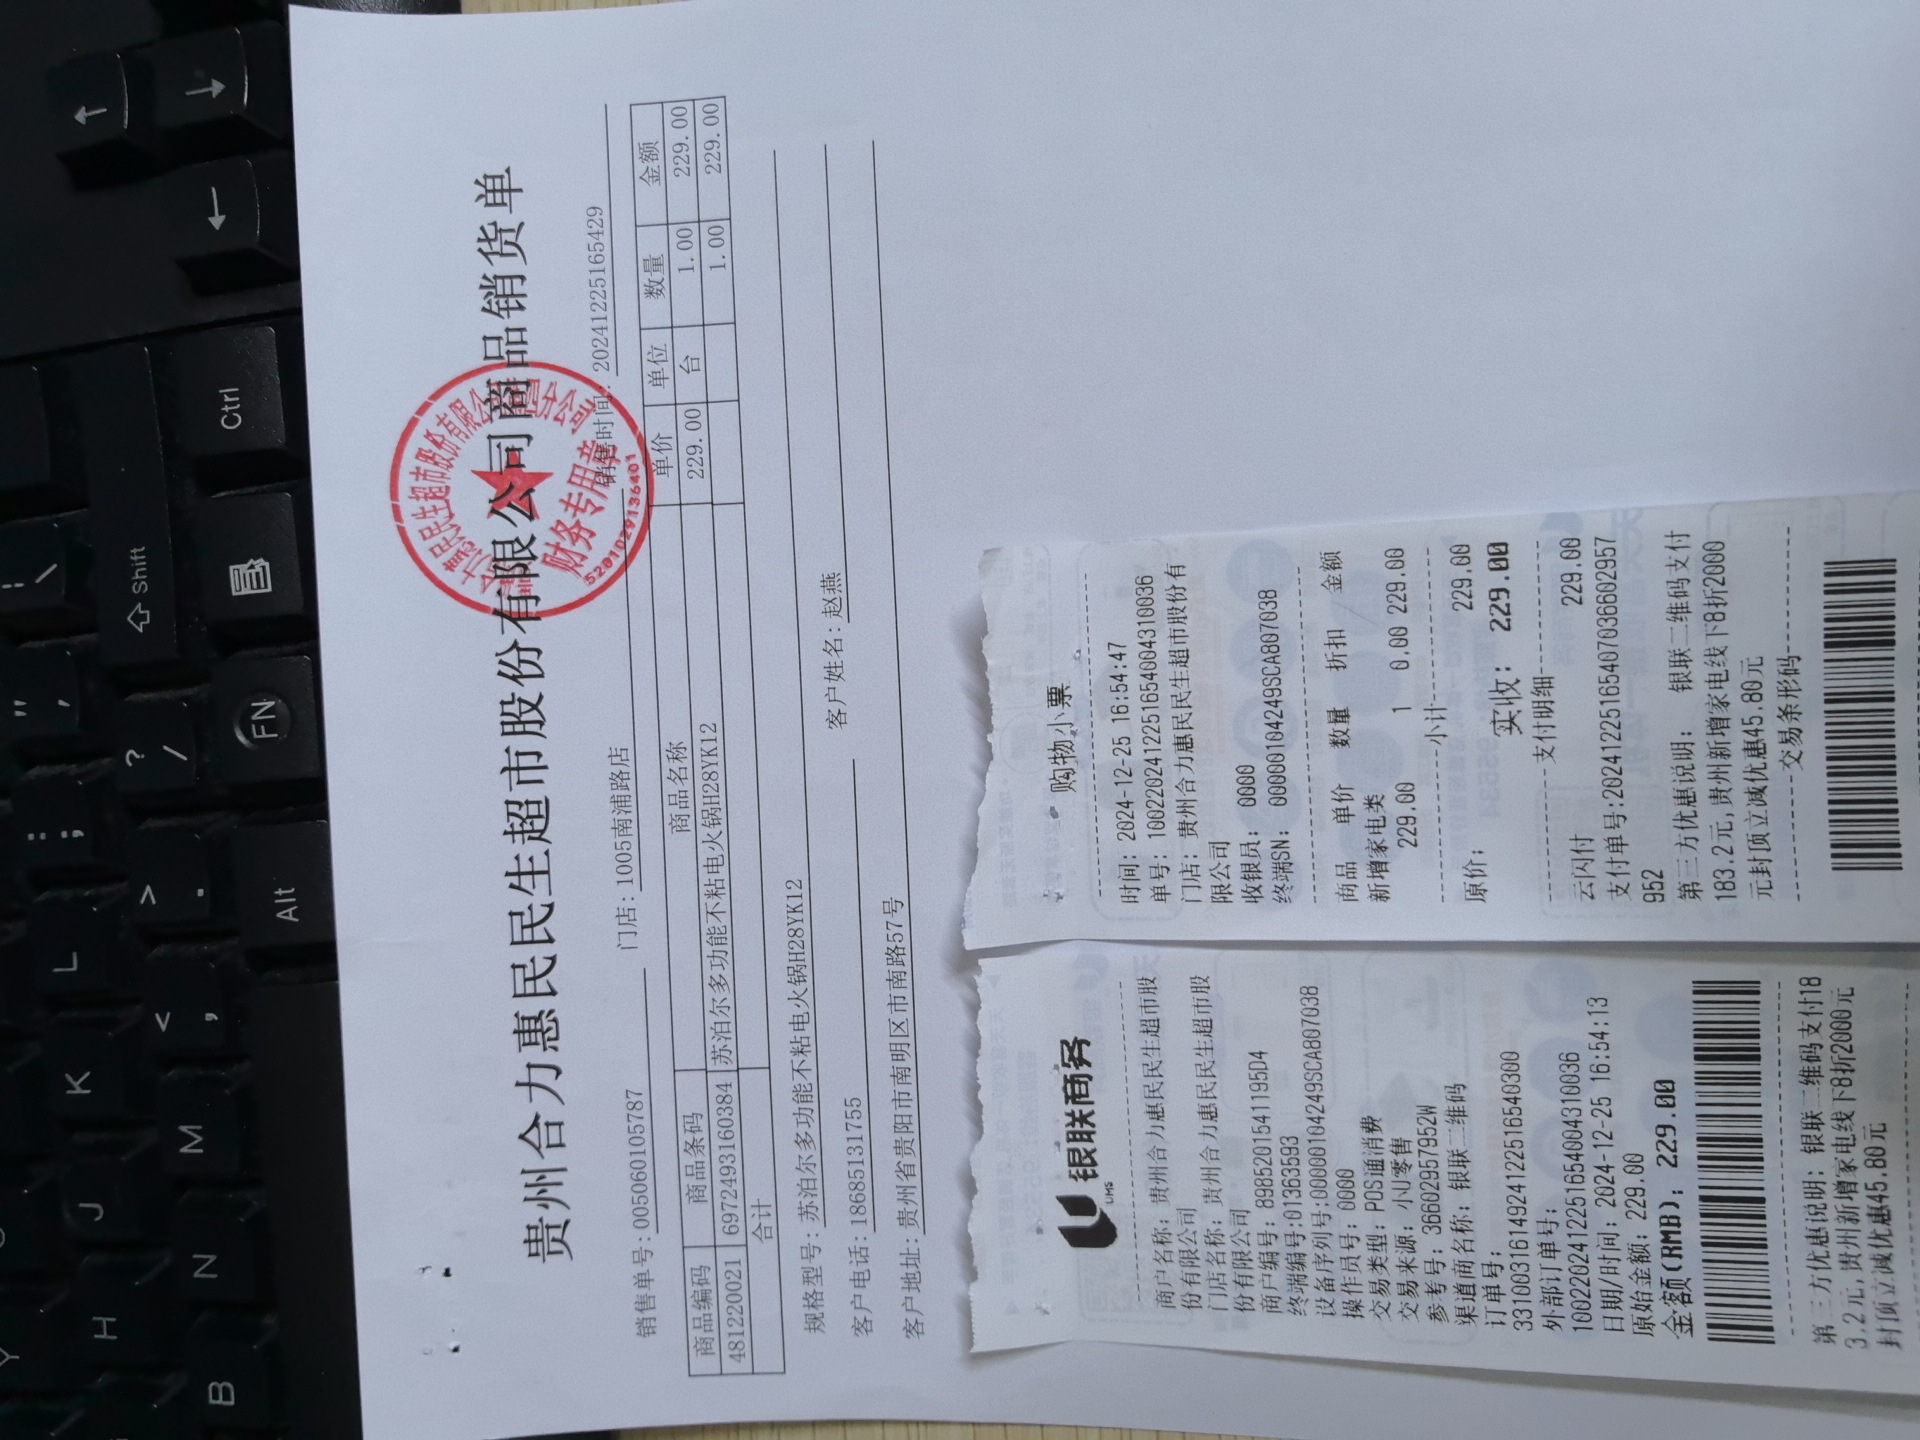 贵州合力惠民民生超市股份有限公司商品销货单
销售单号: 005060105787 门店: 1005南浦路店 销售时间: 20241225165429
商品编码 商品条码 商品名称 单价 单位 数量 金额
481220021 6972493160384 苏泊尔多功能不粘电火锅H28YK12 229.00 台 1.00 229.00
合计 1.00 229.00
规格型号: 苏泊尔多功能不粘电火锅H28YK12
客户电话: 18685131755 客户姓名: 赵燕
客户地址: 贵州省贵阳市南明区市南路57号
财务专用章
5201029136401
银联商务
UMS
商户名称: 贵州合力惠民民生超市股
份有限公司
门店名称: 贵州合力惠民民生超市股
份有限公司
商户编号: 89852015411195D4
终端编号:01363593
设备序列号:00000104249SCA807038
操作员号: 0000
交易类型: POS通消费
交易来源: 小U零售
参考号: 36602957952W
渠道商名称: 银联二维码
订单号:
33100316149241225165 40300
外部订单号:
10022024122516540043 10036
日期/时间: 2024-12-25 16:54:13
原始金额: 229.00
金额(RMB): 229.00
第三方优惠说明: 银联二维码支付18
3.2元,贵州新增家电线下8折2000元
封顶立减优惠45.80元
购物小票
时间: 2024-12-25 16:54:47
单号: 1002202412251654004310036
门店: 贵州合力惠民民生超市股份有
限公司
收银员: 0000
终端SN: 00000104249SCA807038
商品 单价 数量 折扣 / 金额
新增家电类
229.00 1 0.00 229.00
小计
原价: 229.00
实收: 229.00
支付明细
云闪付 229.00
支付单号:20241225165407036602957
952
第三方优惠说明: 银联二维码支付
183.2元,贵州新增家电线下8折2000
元封顶立减优惠45.80元
交易条形码
Shift
Ctrl
FN
Alt
?
/
>
.
<
,
L
K
J
H
M
N
B